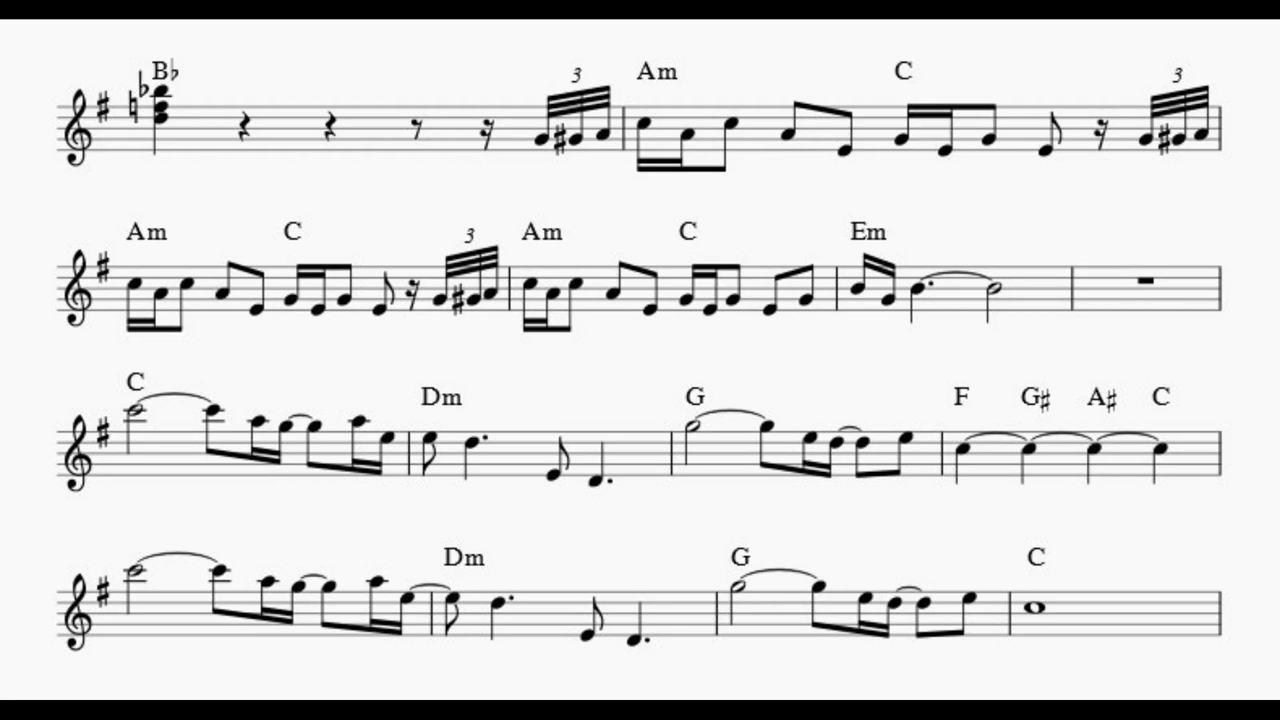 B♭ 3 Am C 3
Am C 3 Am C Em
C Dm G F G♯ A♯ C
Dm G C